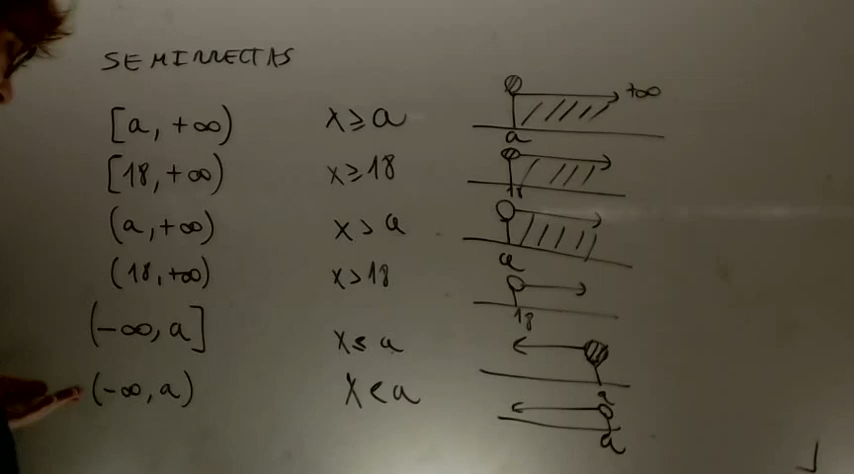 SEMIRRECTAS
[a, +∞) x ≥ a +∞ a
[18, +∞) x ≥ 18 18
(a, +∞) x > a a
(18, +∞) x > 18 18
(-∞, a] x ≤ a a
(-∞, a) x < a a